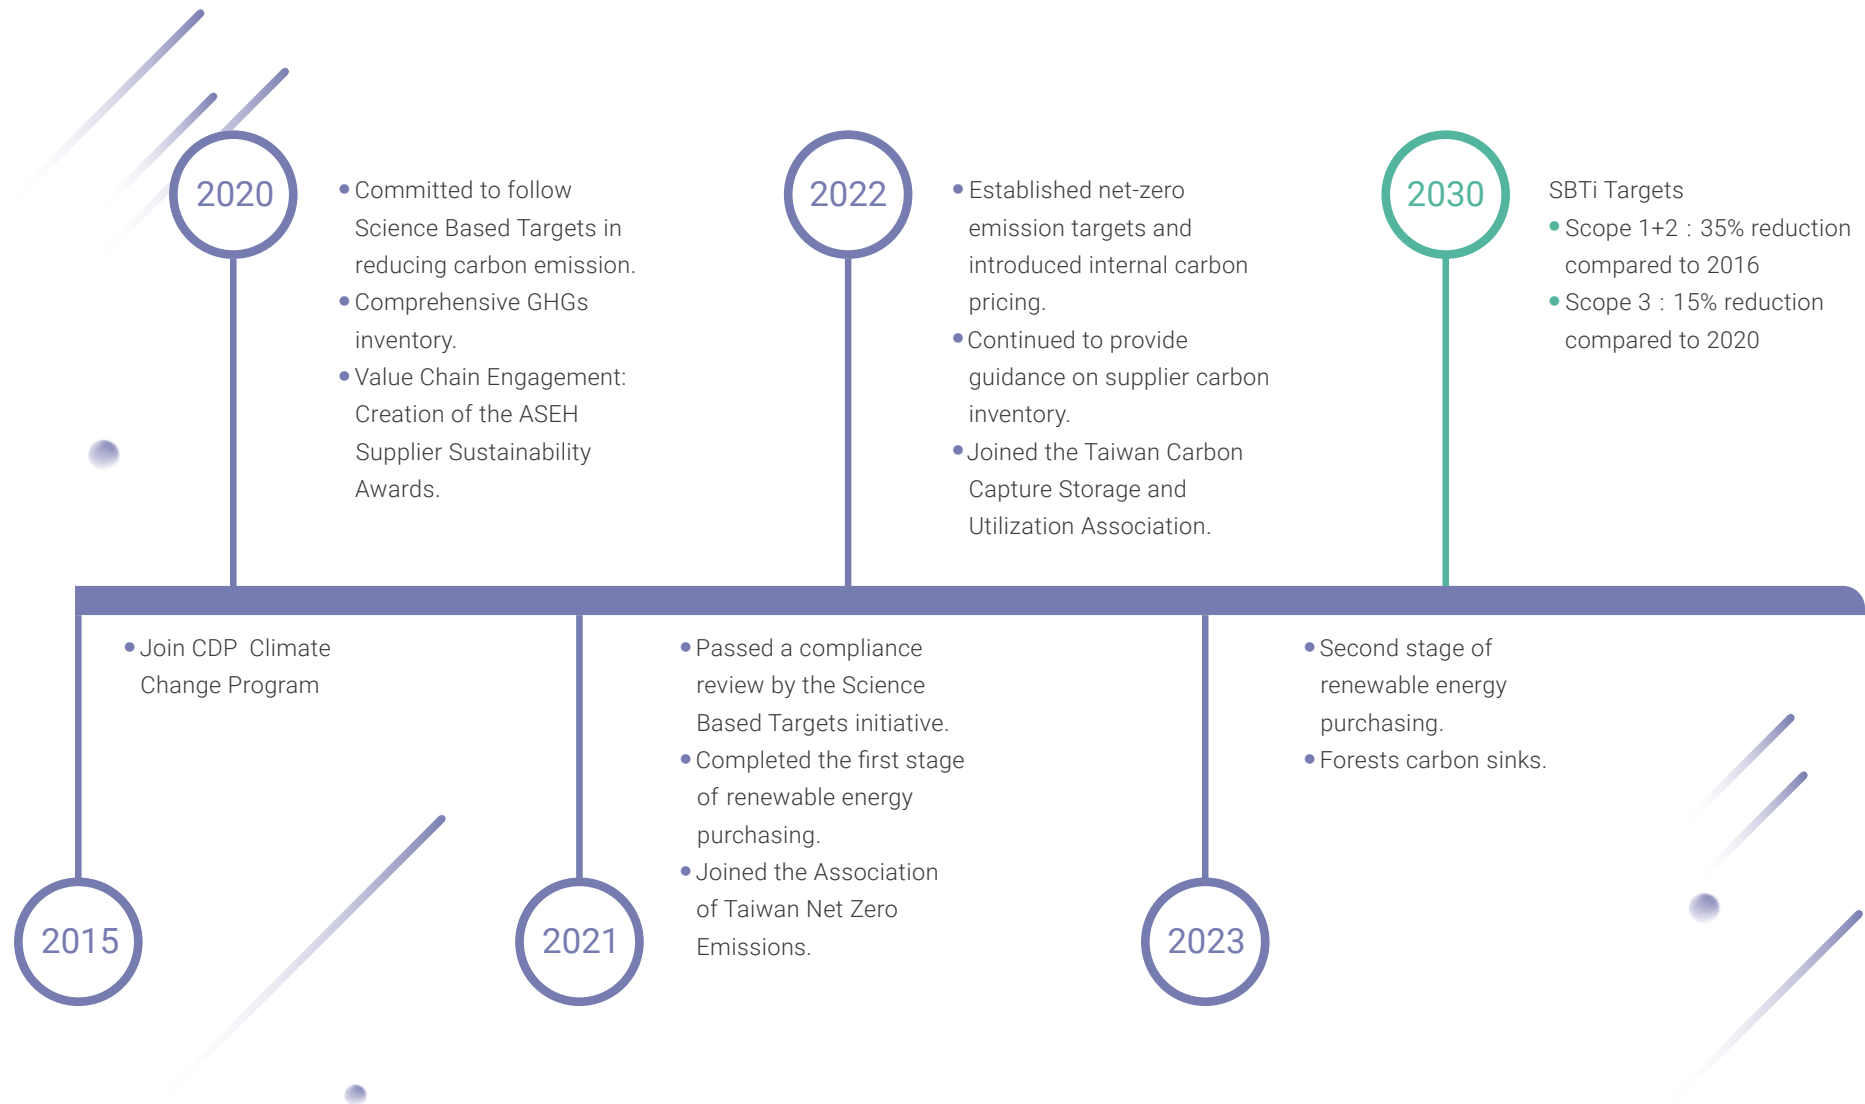 2020
• Committed to follow
Science Based Targets in
reducing carbon emission.
• Comprehensive GHGs
inventory.
• Value Chain Engagement:
Creation of the ASEH
Supplier Sustainability
Awards.
2022
• Established net-zero
emission targets and
introduced internal carbon
pricing.
• Continued to provide
guidance on supplier carbon
inventory.
• Joined the Taiwan Carbon
Capture Storage and
Utilization Association.
2030
SBTi Targets
• Scope 1+2 : 35% reduction
compared to 2016
• Scope 3 : 15% reduction
compared to 2020
• Join CDP Climate
Change Program
2015
• Passed a compliance
review by the Science
Based Targets initiative.
• Completed the first stage
of renewable energy
purchasing.
• Joined the Association
of Taiwan Net Zero
Emissions.
2021
• Second stage of
renewable energy
purchasing.
• Forests carbon sinks.
2023